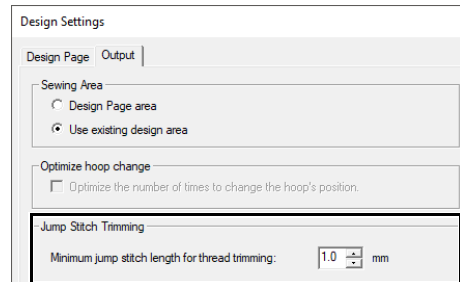 Design Settings
Design Page Output
Sewing Area
Design Page area
Use existing design area
Optimize hoop change
Optimize the number of times to change the hoop's position.
Jump Stitch Trimming
Minimum jump stitch length for thread trimming: 1.0 mm